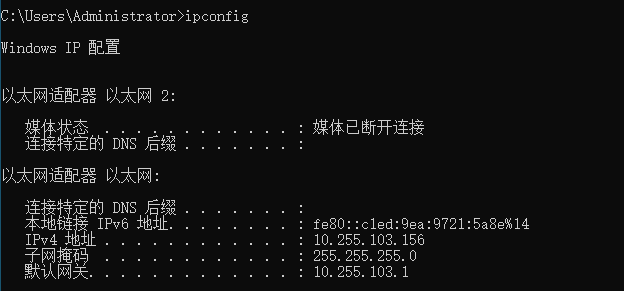 C:\Users\Administrator>ipconfig
Windows IP 配置
以太网适配器 以太网 2:
媒体状态 . . . . . . . . . . . . : 媒体已断开连接
连接特定的 DNS 后缀 . . . . . . . :
以太网适配器 以太网:
连接特定的 DNS 后缀 . . . . . . . :
本地链接 IPv6 地址. . . . . . . . : fe80::c1ed:9ea:9721:5a8e%14
IPv4 地址 . . . . . . . . . . . . : 10.255.103.156
子网掩码 . . . . . . . . . . . . : 255.255.255.0
默认网关. . . . . . . . . . . . . : 10.255.103.1